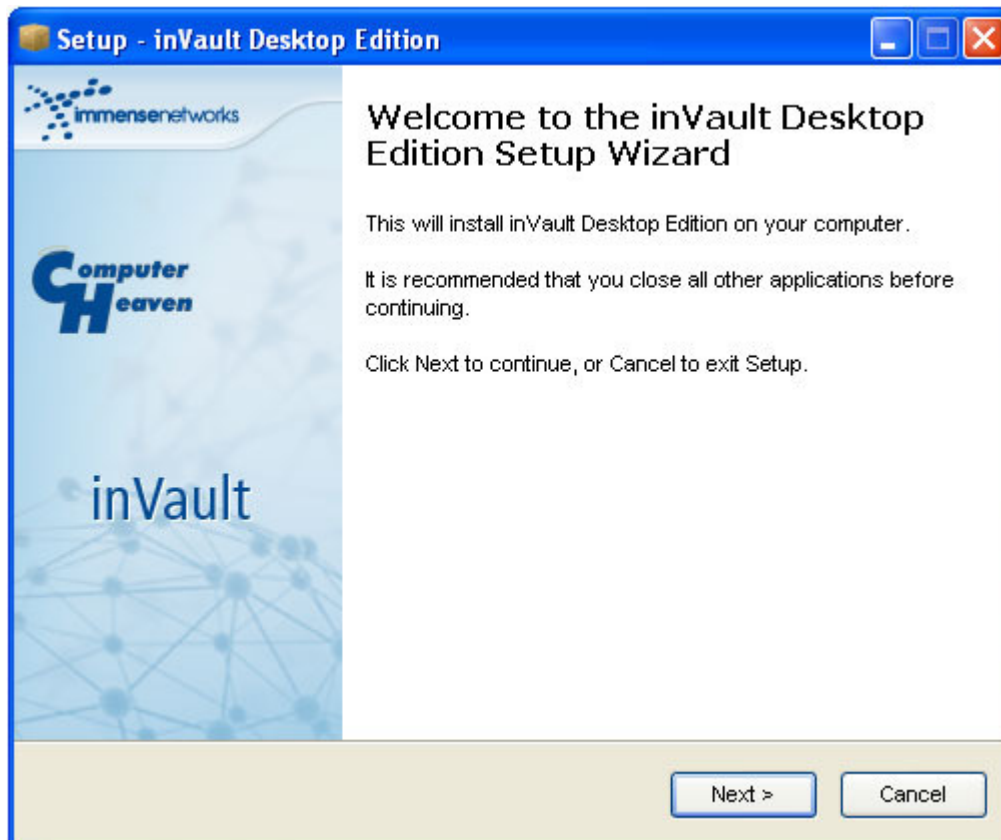 Setup - inVault Desktop Edition
immensenetworks
Welcome to the inVault Desktop
Edition Setup Wizard
This will install inVault Desktop Edition on your computer.
It is recommended that you close all other applications before
continuing.
Click Next to continue, or Cancel to exit Setup.
Computer
Heaven
inVault
Next >
Cancel